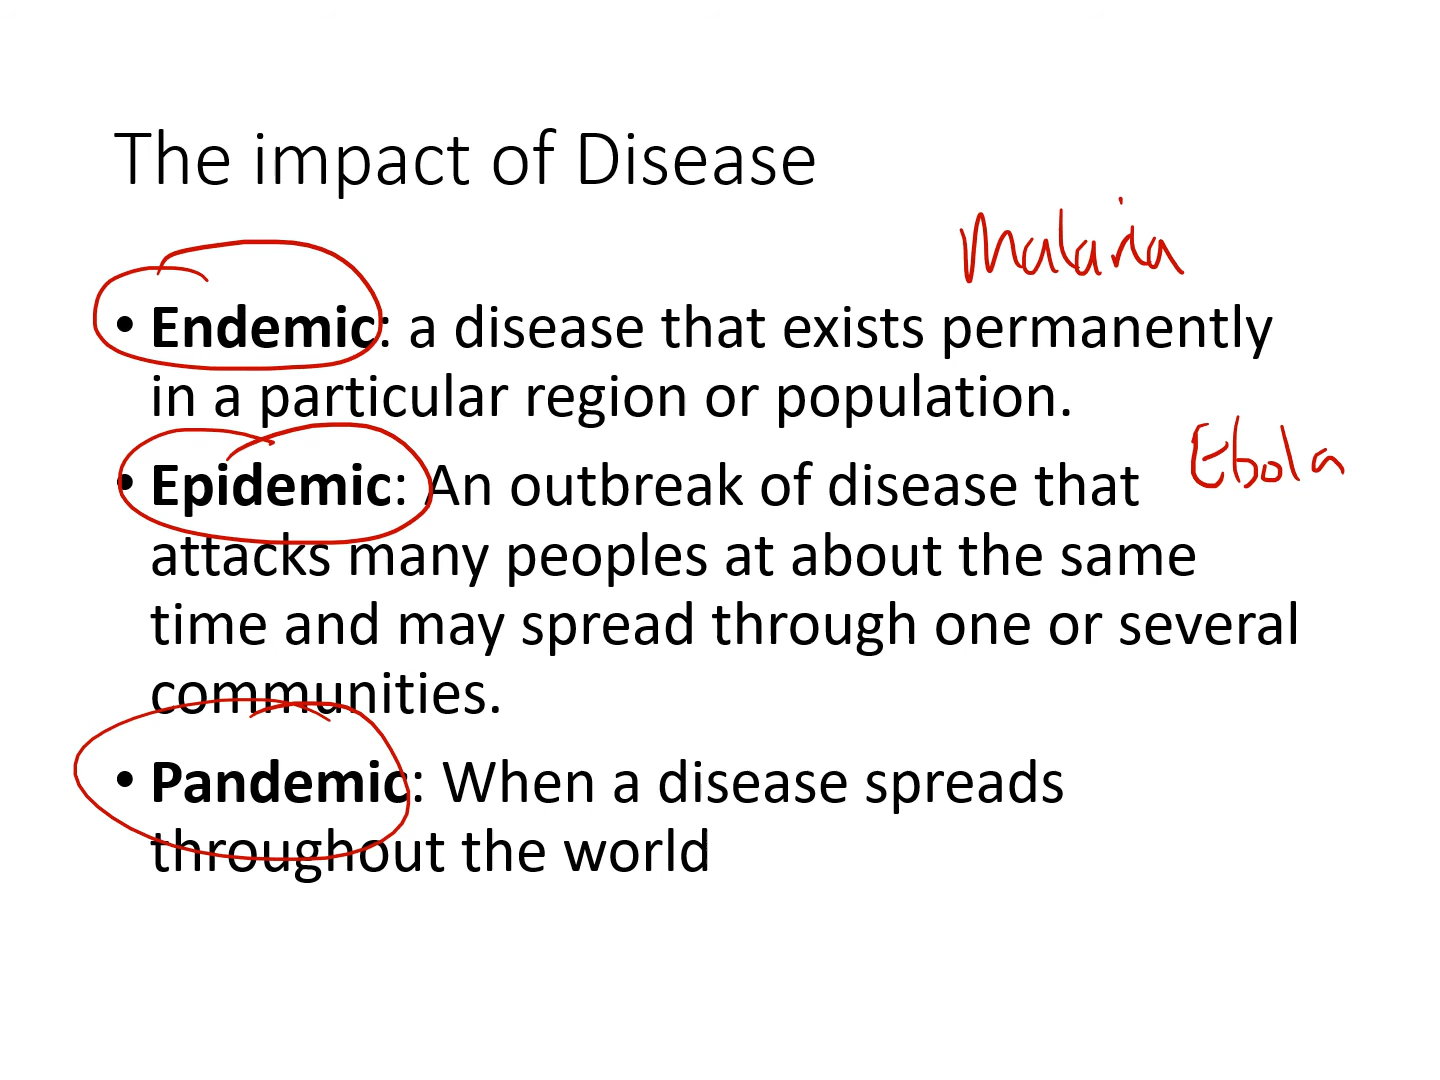 The impact of Disease
Malaria
• Endemic: a disease that exists permanently
in a particular region or population.
Ebola
• Epidemic: An outbreak of disease that
attacks many peoples at about the same
time and may spread through one or several
communities.
• Pandemic: When a disease spreads
throughout the world